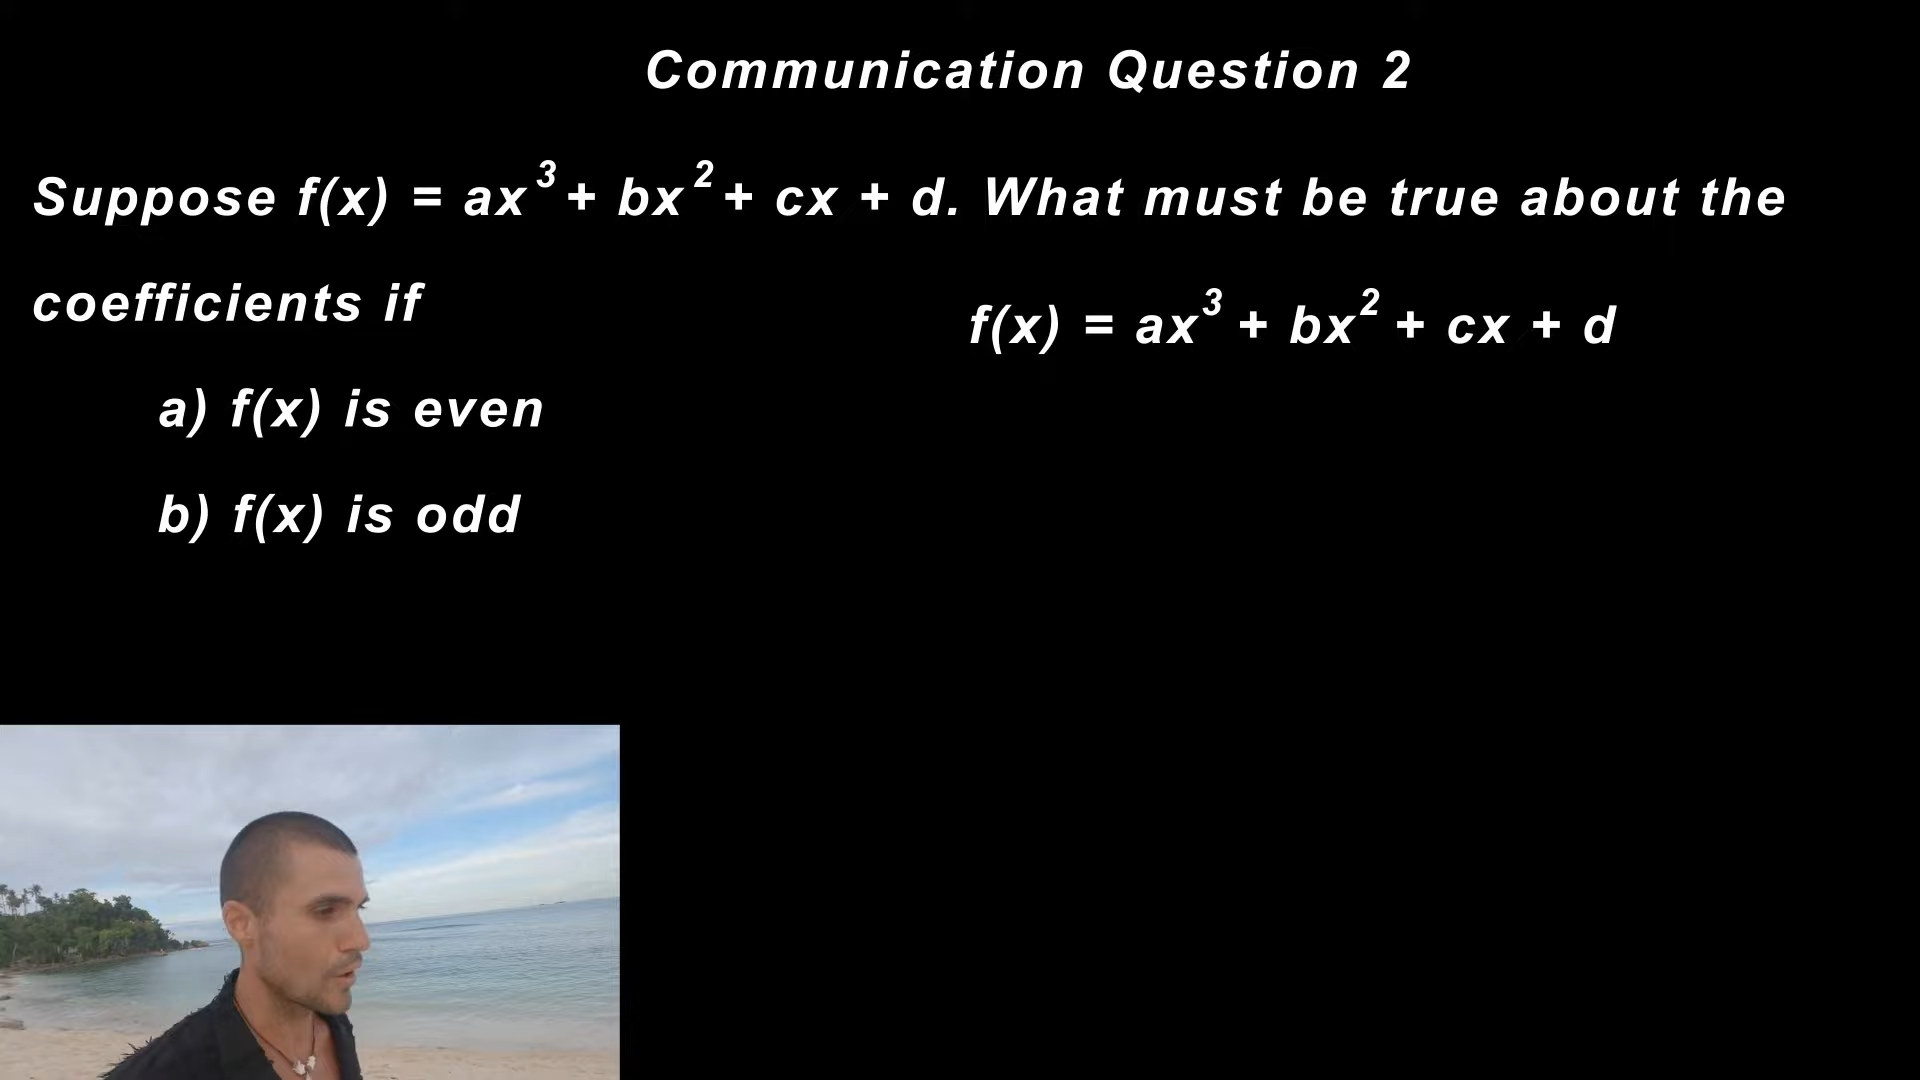 Communication Question 2
Suppose f(x) = ax³ + bx² + cx + d. What must be true about the
coefficients if
f(x) = ax³ + bx² + cx + d
a) f(x) is even
b) f(x) is odd